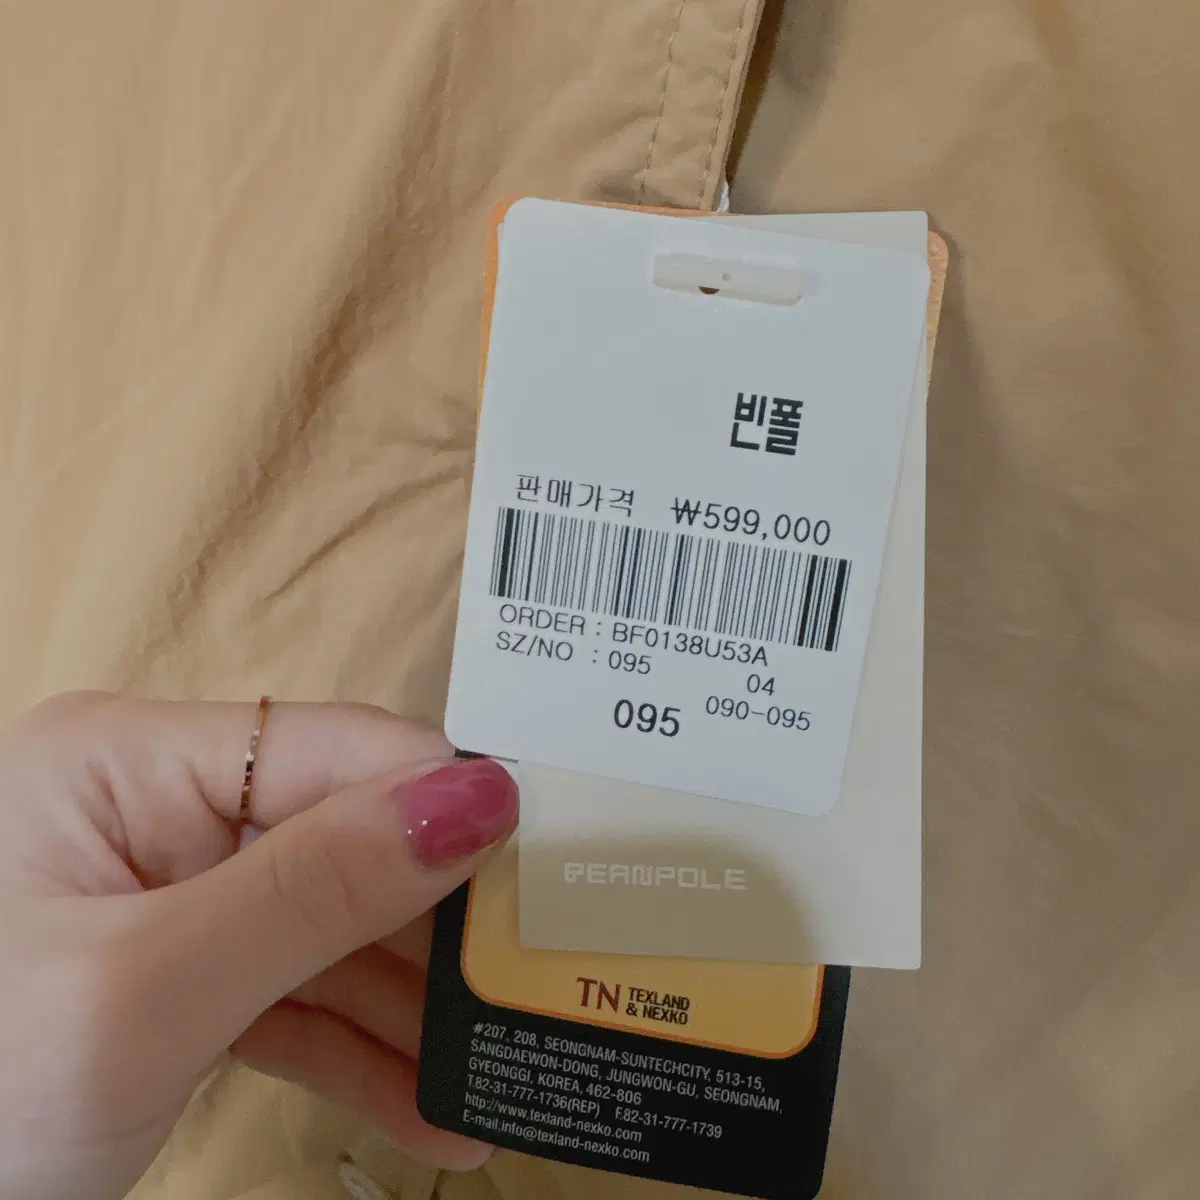 빈폴
판매가격 ₩599,000
ORDER : BF0138U53A
SZ/NO : 095
04
095 090-095
BEANPOLE
TN TEXLAND & NEXKO
#207, 208, SEONGNAM-SUNTECHCITY, 513-15,
SANGDAEWON-DONG, JUNGWON-GU, SEONGNAM,
GYEONGGI, KOREA, 462-806
T.82-31-777-1736(REP) F.82-31-777-1739
http://www.texland-nexko.com
E-mail.info@texland-nexko.com